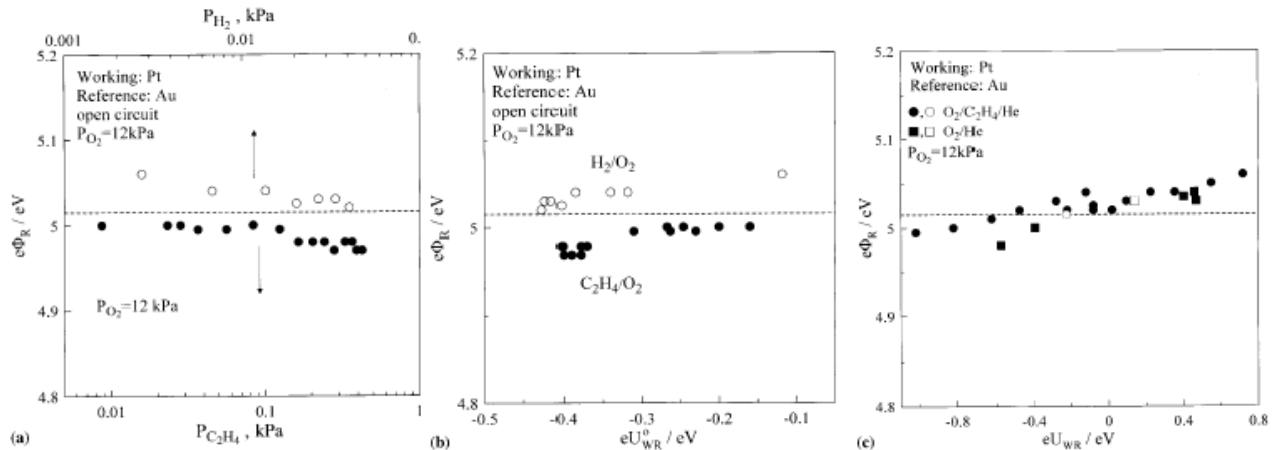 P_H₂ , kPa
0.001
0.01
0.
5.2
5.1
5
4.9
4.8
eΦ_R / eV
Working: Pt
Reference: Au
open circuit
P_O₂=12kPa
P_O₂=12 kPa
0.01
0.1
1
P_C₂H₄ , kPa
(a)
5.2
5.1
5
4.9
4.8
eΦ_R / eV
Working: Pt
Reference: Au
open circuit
P_O₂=12kPa
H₂/O₂
C₂H₄/O₂
-0.5
-0.4
-0.3
-0.2
-0.1
eU°_WR / eV
(b)
5.2
5.1
5
4.9
4.8
eΦ_R / eV
Working: Pt
Reference: Au
●,○ O₂/C₂H₄/He
■,□ O₂/He
P_O₂=12kPa
-0.8
-0.4
0
0.4
0.8
eU_WR / eV
(c)